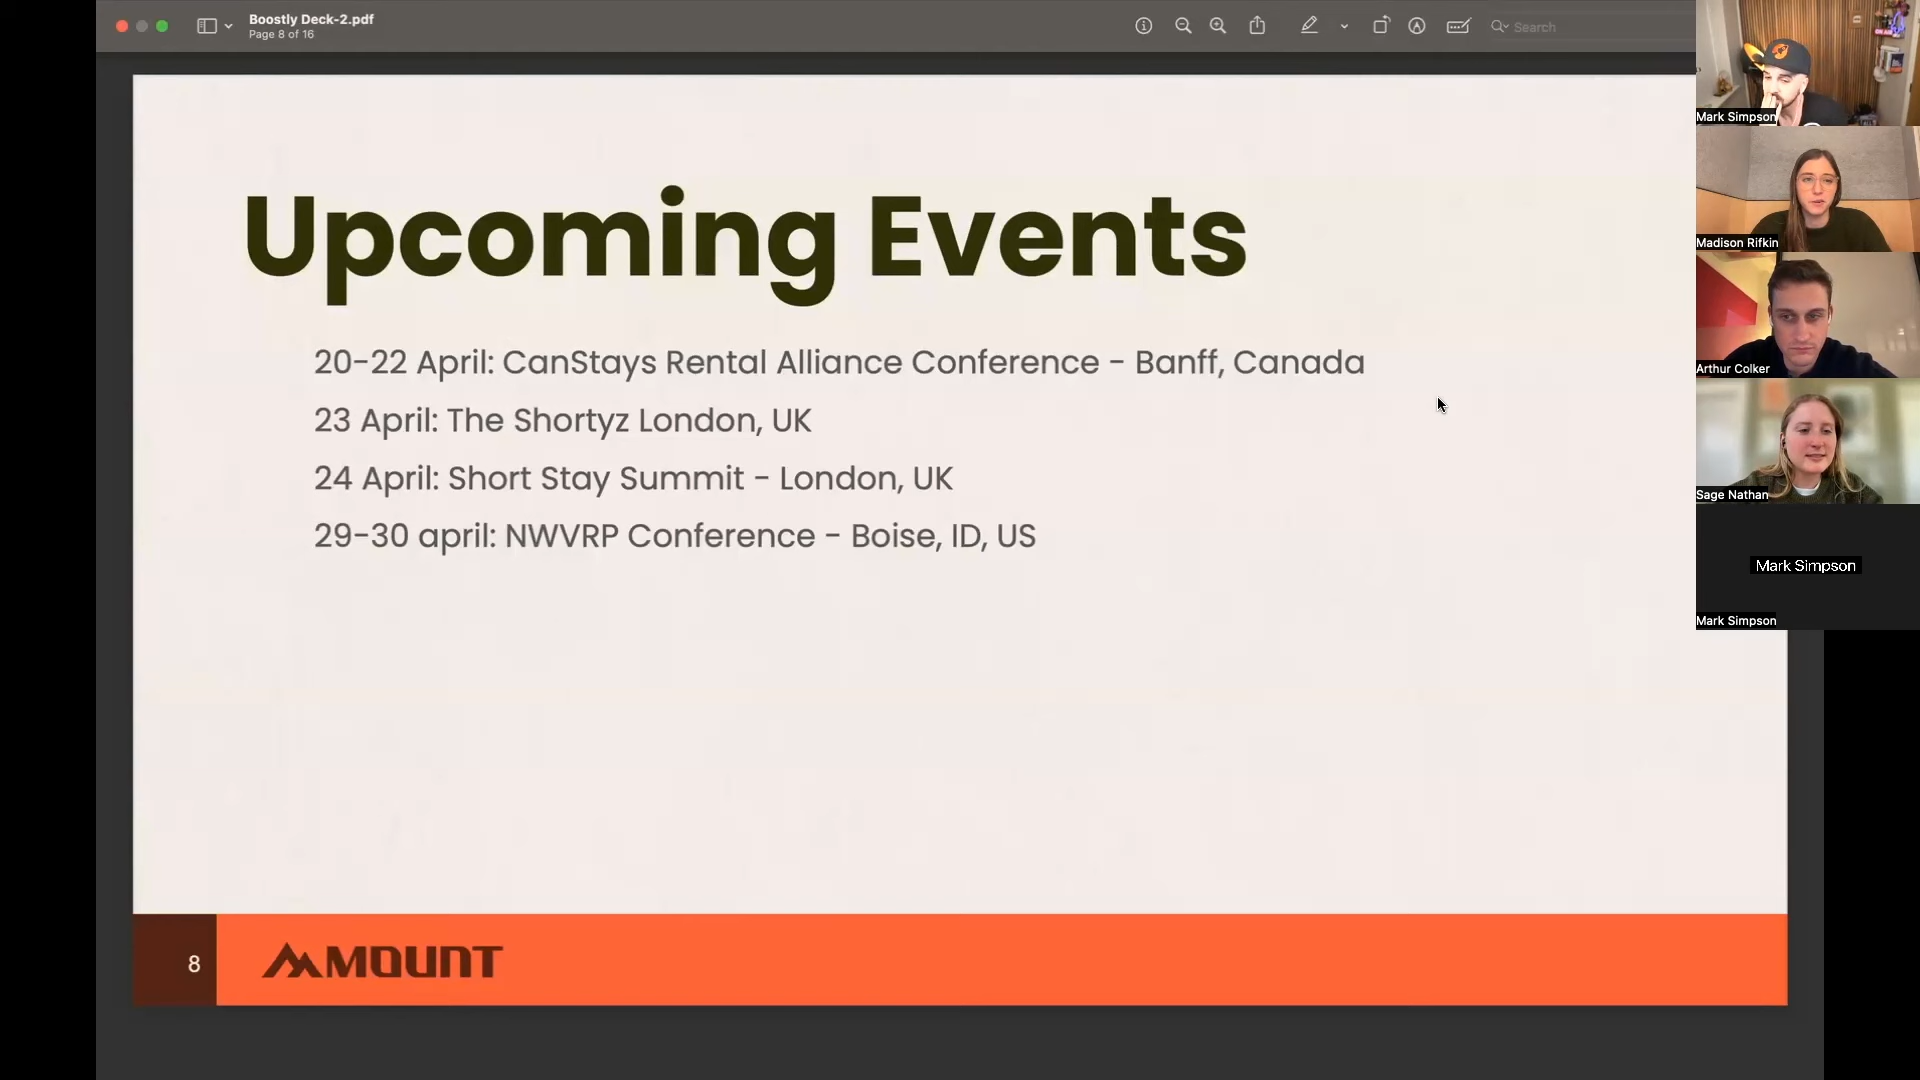 Boostly Deck-2.pdf
Page 8 of 16
Search
Upcoming Events
20-22 April: CanStays Rental Alliance Conference - Banff, Canada
23 April: The Shortyz London, UK
24 April: Short Stay Summit - London, UK
29-30 april: NWVRP Conference - Boise, ID, US
8
MOUNT
Mark Simpson
Madison Rifkin
Arthur Colker
Sage Nathan
Mark Simpson
Mark Simpson